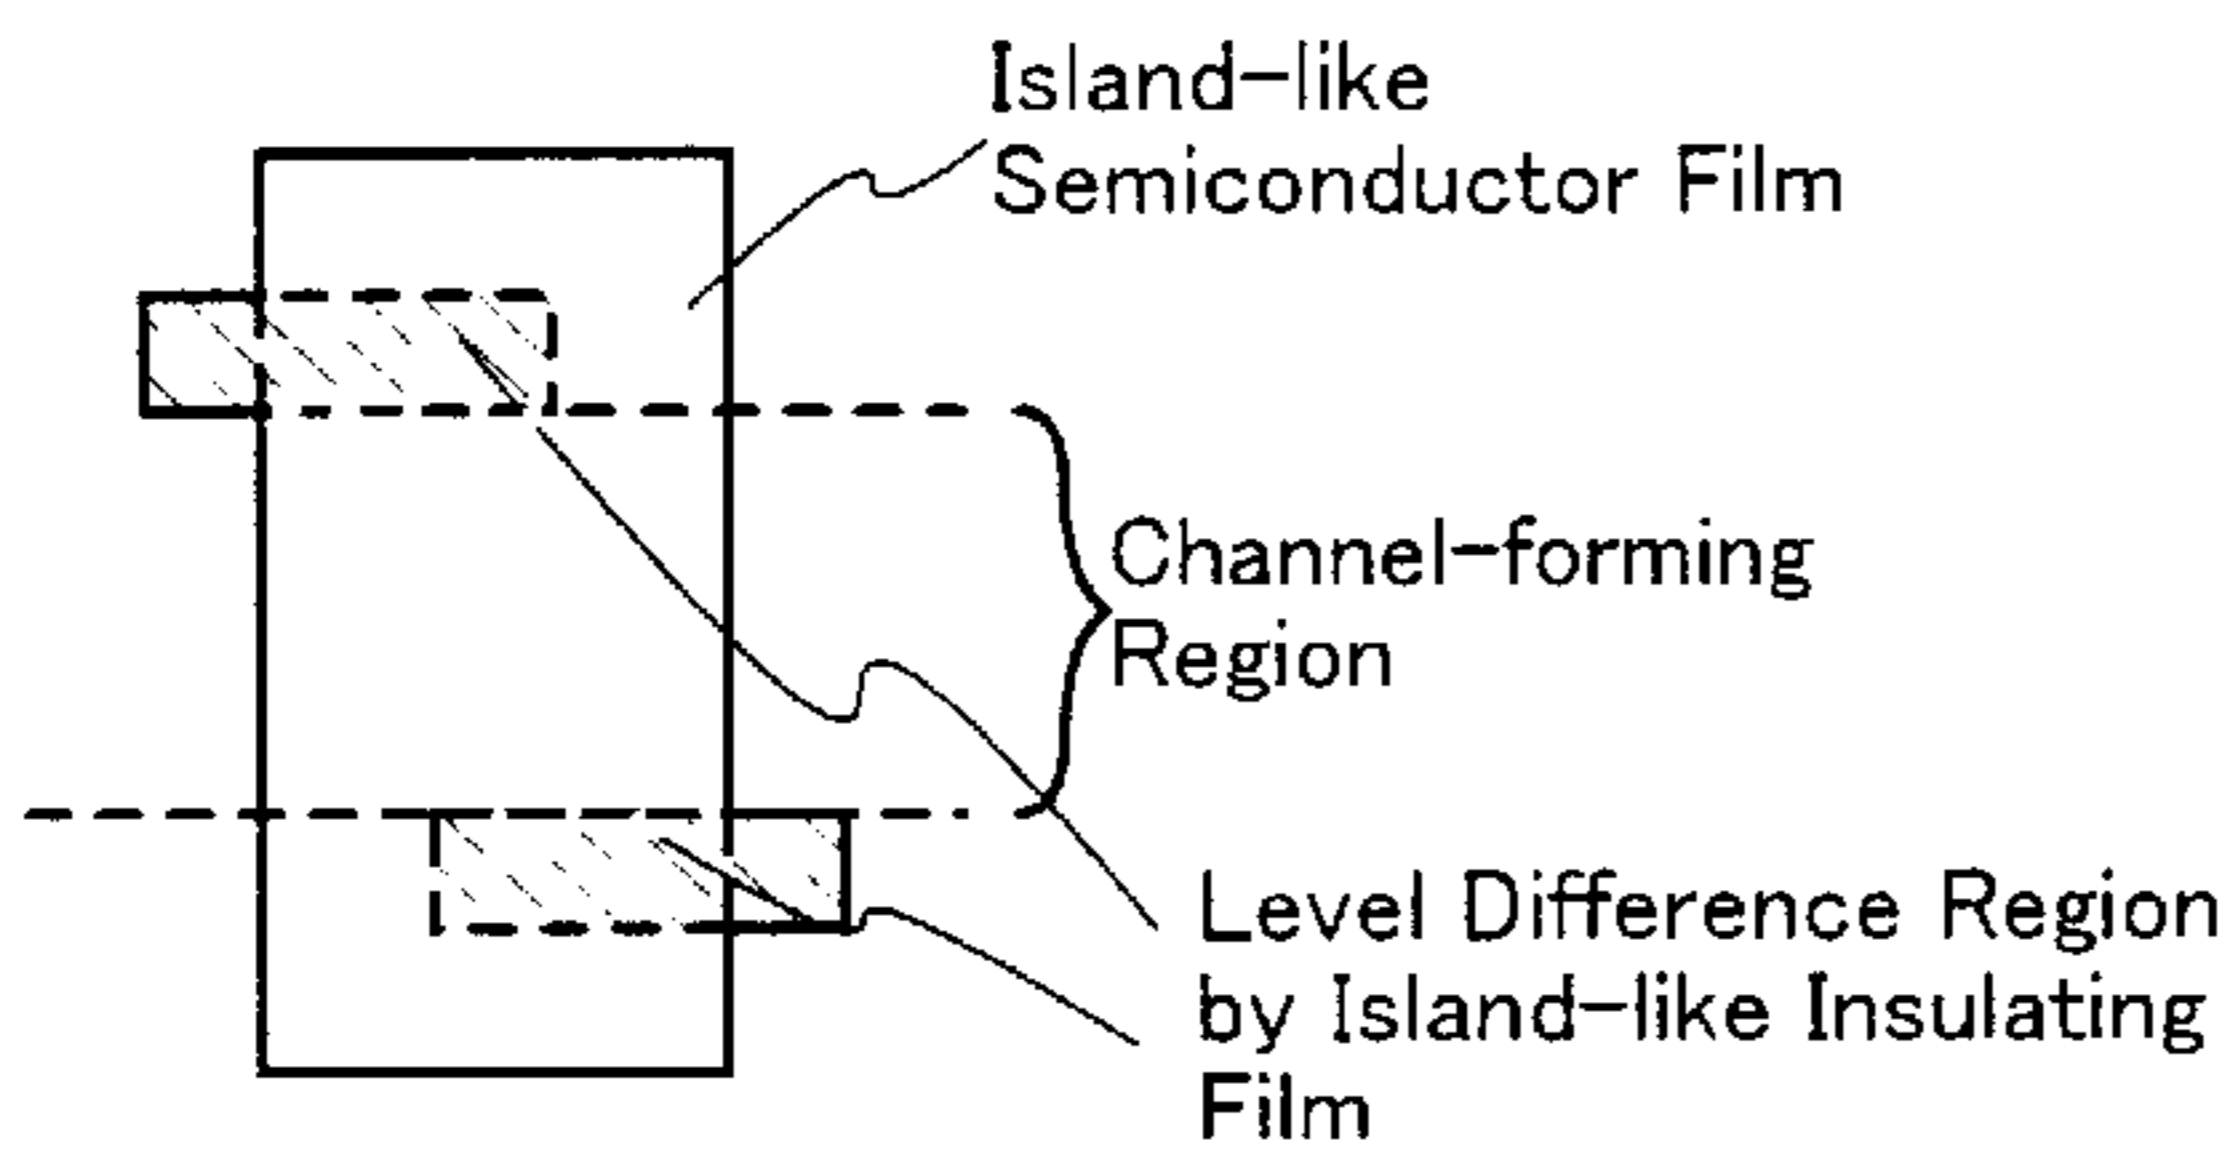 Island-like
Semiconductor Film
Channel-forming
Region
Level Difference Region
by Island-like Insulating
Film